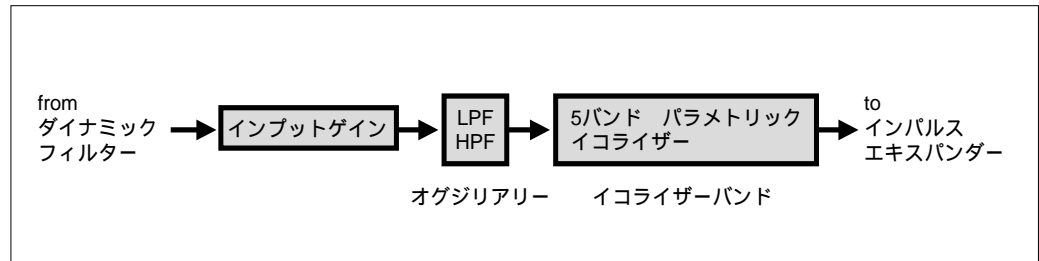 from
ダイナミック
フィルター
インプットゲイン
LPF
HPF
5バンド　パラメトリック
イコライザー
to
インパルス
エキスパンダー
オグジリアリー
イコライザーバンド